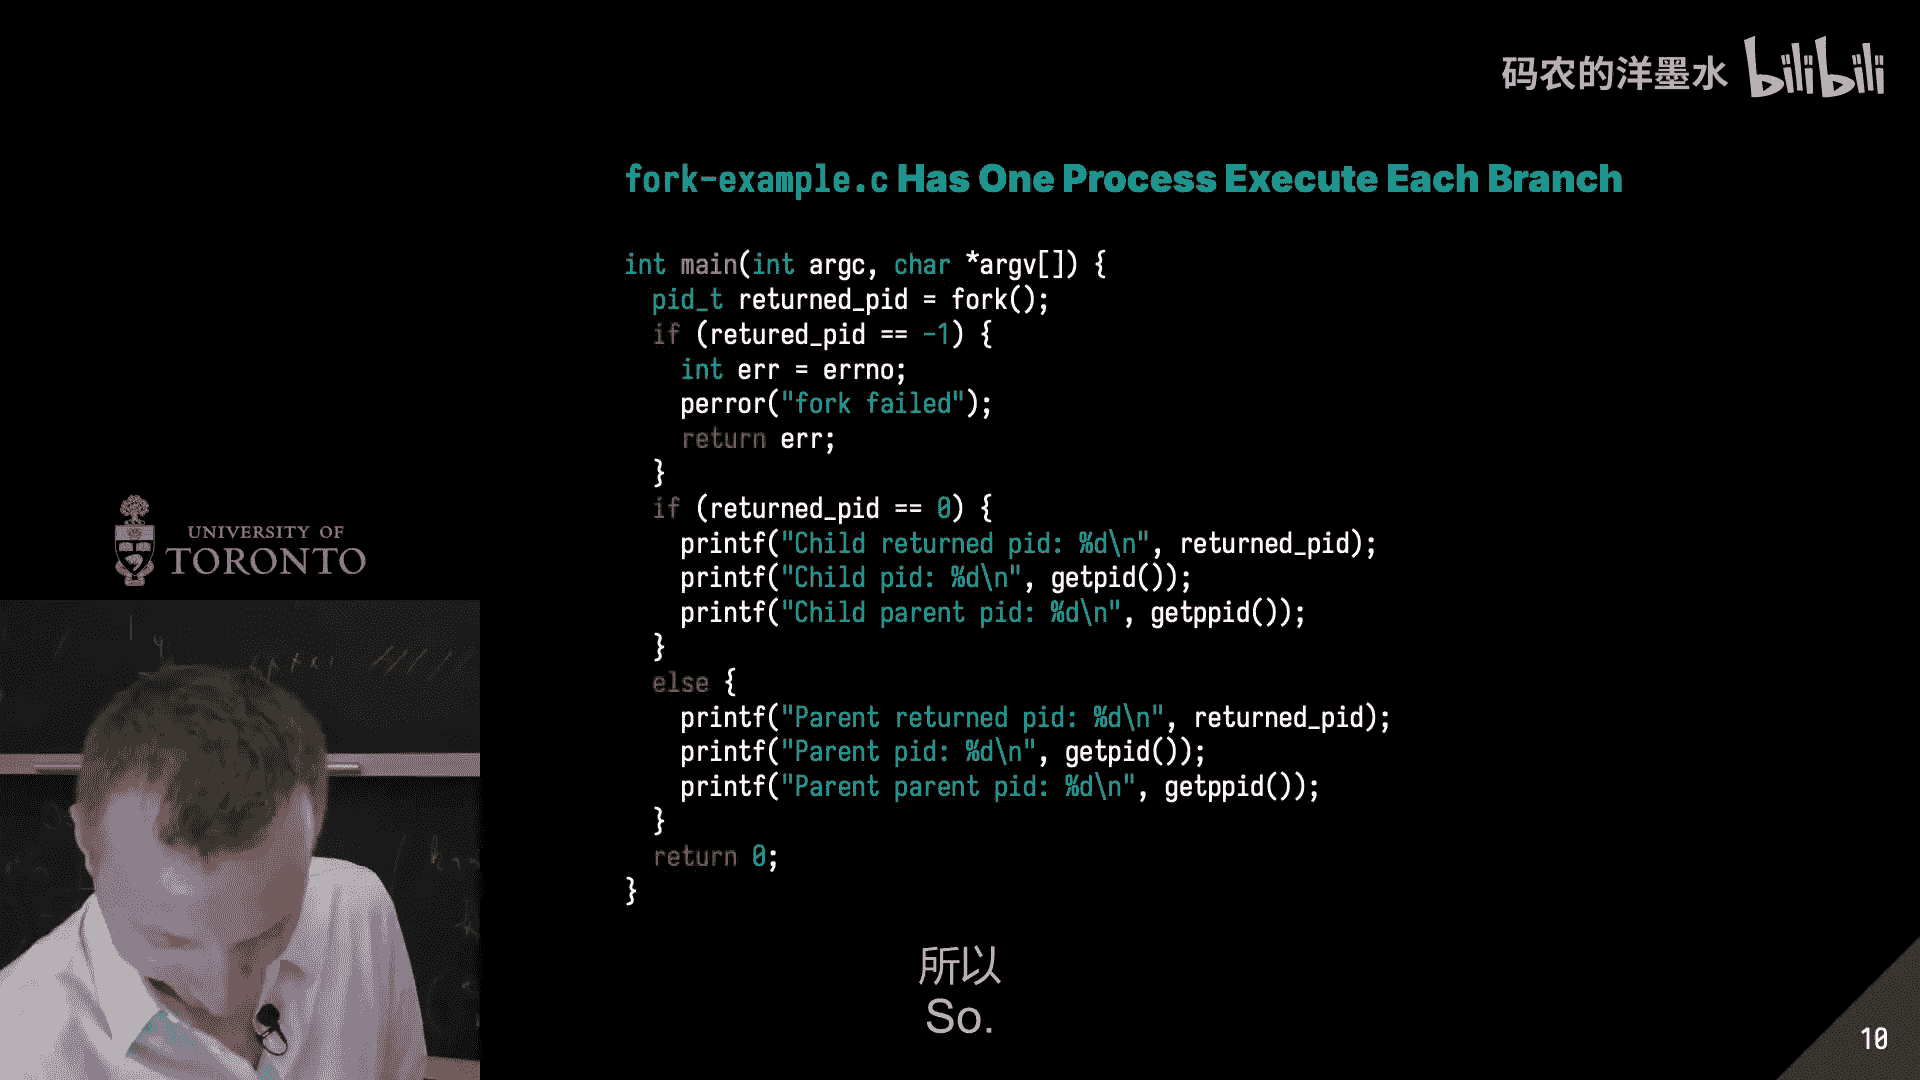 码农的洋墨水 bilibili
fork-example.c Has One Process Execute Each Branch
int main(int argc, char *argv[]) {
pid_t returned_pid = fork();
if (retured_pid == -1) {
int err = errno;
perror("fork failed");
return err;
}
if (returned_pid == 0) {
printf("Child returned pid: %d\n", returned_pid);
printf("Child pid: %d\n", getpid());
printf("Child parent pid: %d\n", getppid());
}
else {
printf("Parent returned pid: %d\n", returned_pid);
printf("Parent pid: %d\n", getpid());
printf("Parent parent pid: %d\n", getppid());
}
return 0;
}
UNIVERSITY OF
TORONTO
所以
So.
10